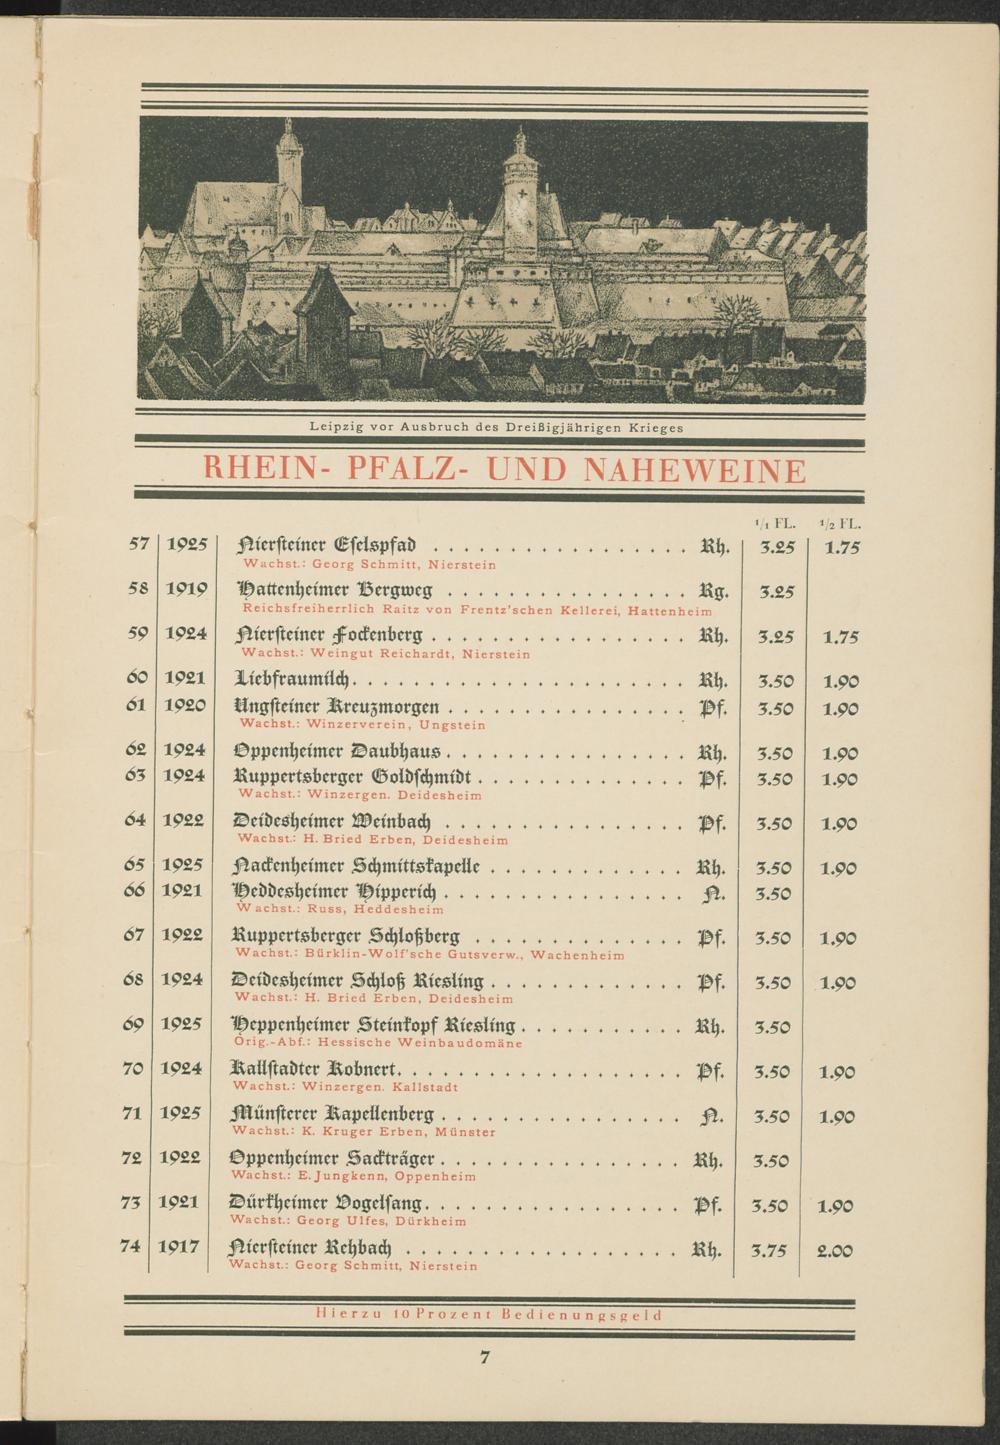 Leipzig vor Ausbruch des Dreißigjährigen Krieges
RHEIN- PFALZ- UND NAHEWEINE
1/1 FL. 1/2 FL.
57 1925 Niersteiner Eselspfad . . . . . . . . . . . . . . . . . Rh. 3.25 1.75
Wachst.: Georg Schmitt, Nierstein
58 1919 Hattenheimer Bergweg . . . . . . . . . . . . . . . . Rg. 3.25
Reichsfreiherrlich Raitz von Frentz'schen Kellerei, Hattenheim
59 1924 Niersteiner Fockenberg . . . . . . . . . . . . . . . . . Rh. 3.25 1.75
Wachst.: Weingut Reichardt, Nierstein
60 1921 Liebfraumilch . . . . . . . . . . . . . . . . . . . . . . Rh. 3.50 1.90
61 1920 Ungsteiner Kreuzmorgen . . . . . . . . . . . . . . . . Pf. 3.50 1.90
Wachst.: Winzerverein, Ungstein
62 1924 Oppenheimer Daubhaus . . . . . . . . . . . . . . . . Rh. 3.50 1.90
63 1924 Ruppertsberger Goldschmidt . . . . . . . . . . . . . . Pf. 3.50 1.90
Wachst.: Winzergen. Deidesheim
64 1922 Deidesheimer Weinbach . . . . . . . . . . . . . . . . Pf. 3.50 1.90
Wachst.: H. Bried Erben, Deidesheim
65 1925 Nackenheimer Schmittskapelle . . . . . . . . . . . . . Rh. 3.50 1.90
66 1921 Heddesheimer Hipperich . . . . . . . . . . . . . . . . N. 3.50
Wachst.: Russ, Heddesheim
67 1922 Ruppertsberger Schloßberg . . . . . . . . . . . . . . Pf. 3.50 1.90
Wachst.: Bürklin-Wolf'sche Gutsverw., Wachenheim
68 1924 Deidesheimer Schloß Riesling . . . . . . . . . . . . . Pf. 3.50 1.90
Wachst.: H. Bried Erben, Deidesheim
69 1925 Heppenheimer Steinkopf Riesling . . . . . . . . . . . Rh. 3.50
Orig.-Abf.: Hessische Weinbaudomäne
70 1924 Kallstadter Kobnert . . . . . . . . . . . . . . . . . . . Pf. 3.50 1.90
Wachst.: Winzergen. Kallstadt
71 1925 Münsterer Kapellenberg . . . . . . . . . . . . . . . . N. 3.50 1.90
Wachst.: K. Kruger Erben, Münster
72 1922 Oppenheimer Sackträger . . . . . . . . . . . . . . . . Rh. 3.50
Wachst.: E. Jungkenn, Oppenheim
73 1921 Dürkheimer Vogelsang . . . . . . . . . . . . . . . . . Pf. 3.50 1.90
Wachst.: Georg Ulfes, Dürkheim
74 1917 Niersteiner Rehbach . . . . . . . . . . . . . . . . . . Rh. 3.75 2.00
Wachst.: Georg Schmitt, Nierstein
Hierzu 10 Prozent Bedienungsgeld
7